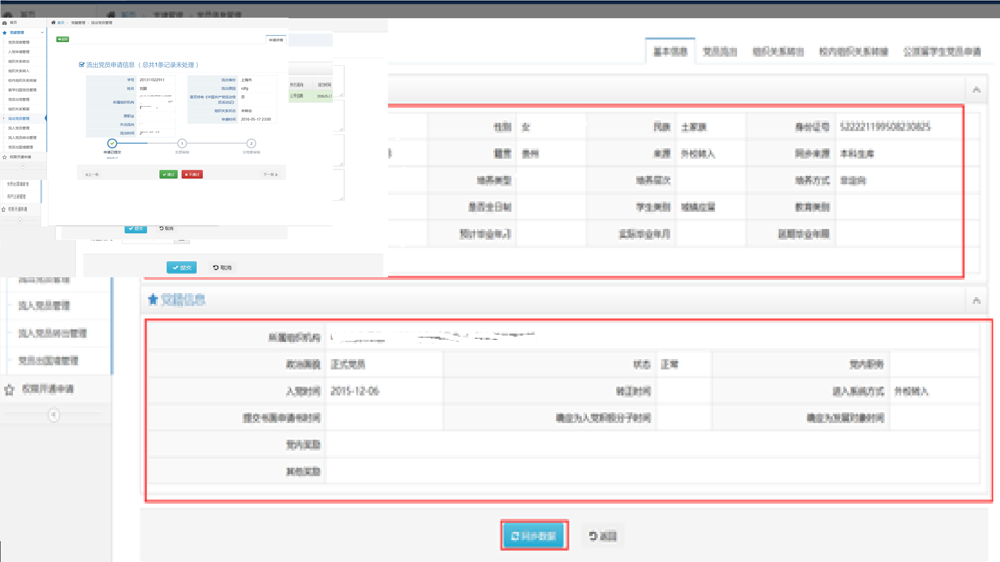 首页
首页 › 党建管理 › 党员信息管理
首页
首页 › 党建管理 › 流出党员管理
党建管理
党员信息管理
入党申请管理
组织关系转出
组织关系转入
校内组织关系转接
留学归国党员管理
党员出党管理
组织关系暂留
流出党员管理
流入党员管理
流入党员转出管理
党员出国境管理
权限开通申请
党员出国境管理
用户注册管理
权限开通申请
返回
申请详情
流出党员申请信息 ( 总共1条记录未处理 )
学号 201311022911
姓名 刘颖
所属组织机构
原职业
外出流向
流出时间
流出省份 上海市
流出原因 rdfg
是否持有《中国共产党流动党员活动证》 否
组织关系状态 未转出
申请时间 2016-05-17 23:00
申请已提交
2016-05-17
1
支部审核
2
分党委审核
上一条
通过
不通过
下一条
外出流向 流出时间
公开招聘 2016-05-17
提交 取消
提交 取消
基本信息 党员流出 组织关系转出 校内组织关系转接 公派留学生党员申请
性别 女 民族 土家族 身份证号 522221199508230825
籍贯 贵州 来源 外校转入 同步来源 本科生库
培养类型 培养层次 培养方式 非定向
是否全日制 学生类别 教育类别
预计毕业年月 实际毕业年月 延期毕业年限
党籍信息
所属组织机构
政治面貌 正式党员 状态 正常 党内职务
入党时间 2015-12-06 转正时间 进入系统方式 外校转入
提交书面申请书时间 确定为入党积极分子时间 确定为发展对象时间
党内奖励
其他奖励
流入党员管理
流入党员转出管理
党员出国境管理
权限开通申请
同步数据 返回